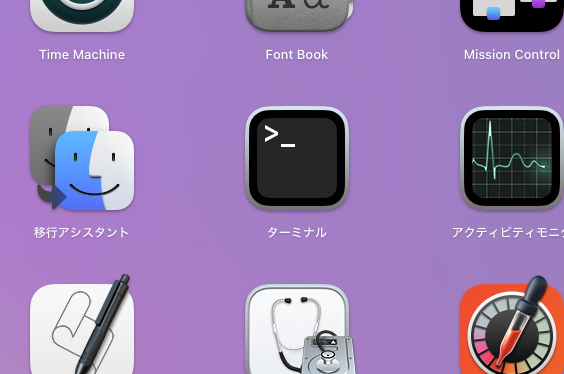 Time Machine
Font Book
Mission Control
移行アシスタント
ターミナル
アクティビティモニタ
>_